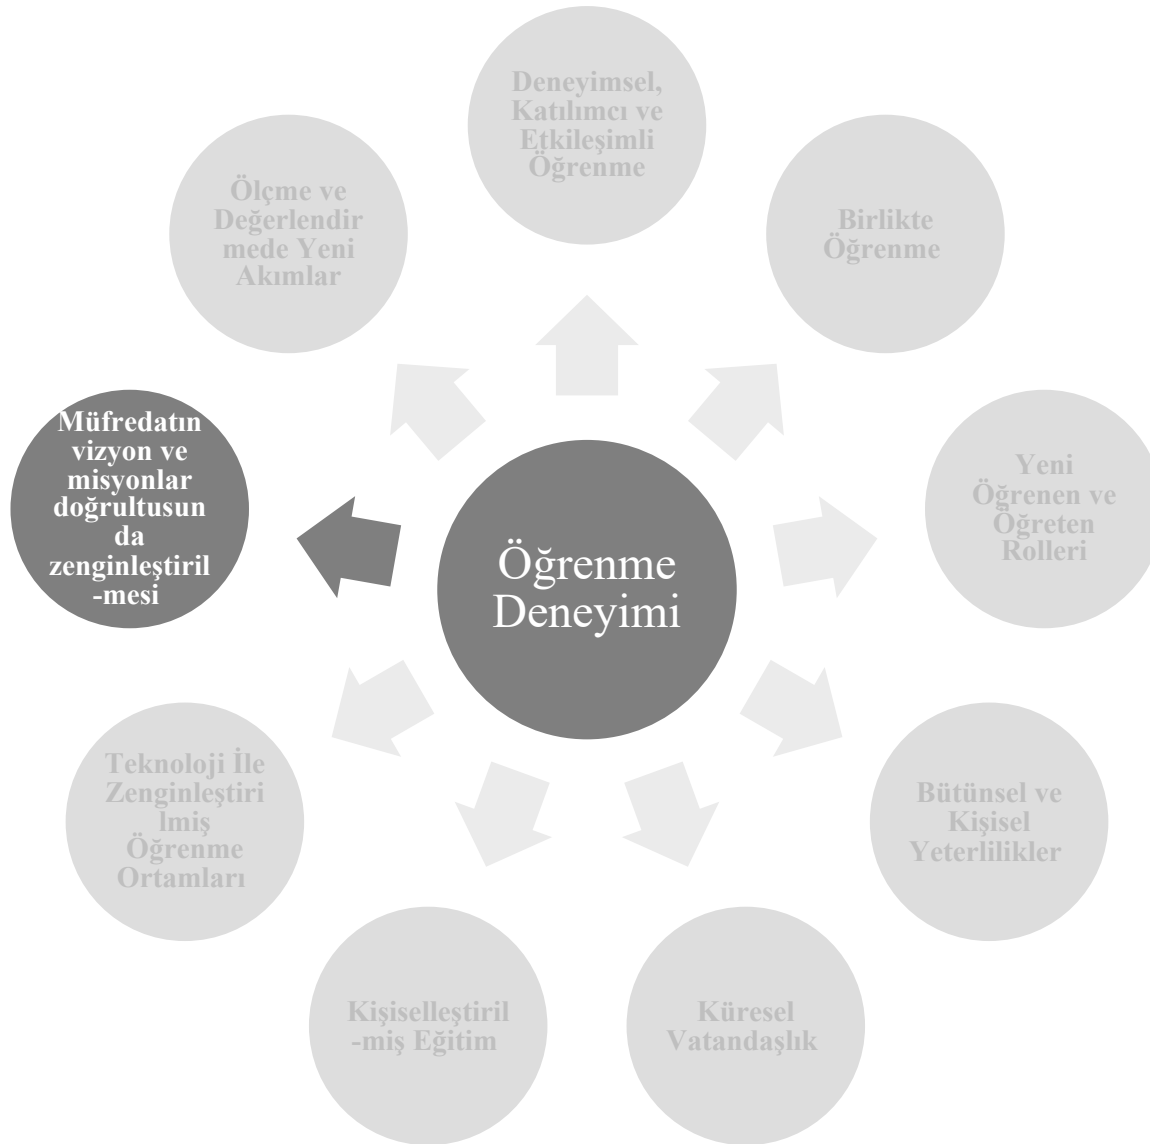 Deneyimsel,
Katılımcı ve
Etkileşimli
Öğrenme
Birlikte
Öğrenme
Yeni
Öğrenen ve
Öğreten
Rolleri
Bütünsel ve
Kişisel
Yeterlilikler
Küresel
Vatandaşlık
Kişiselleştiril
-miş Eğitim
Teknoloji İle
Zenginleştiri
lmiş
Öğrenme
Ortamları
Müfredatın
vizyon ve
misyonlar
doğrultusun
da
zenginleştiril
-mesi
Ölçme ve
Değerlendir
mede Yeni
Akımlar
Öğrenme
Deneyimi